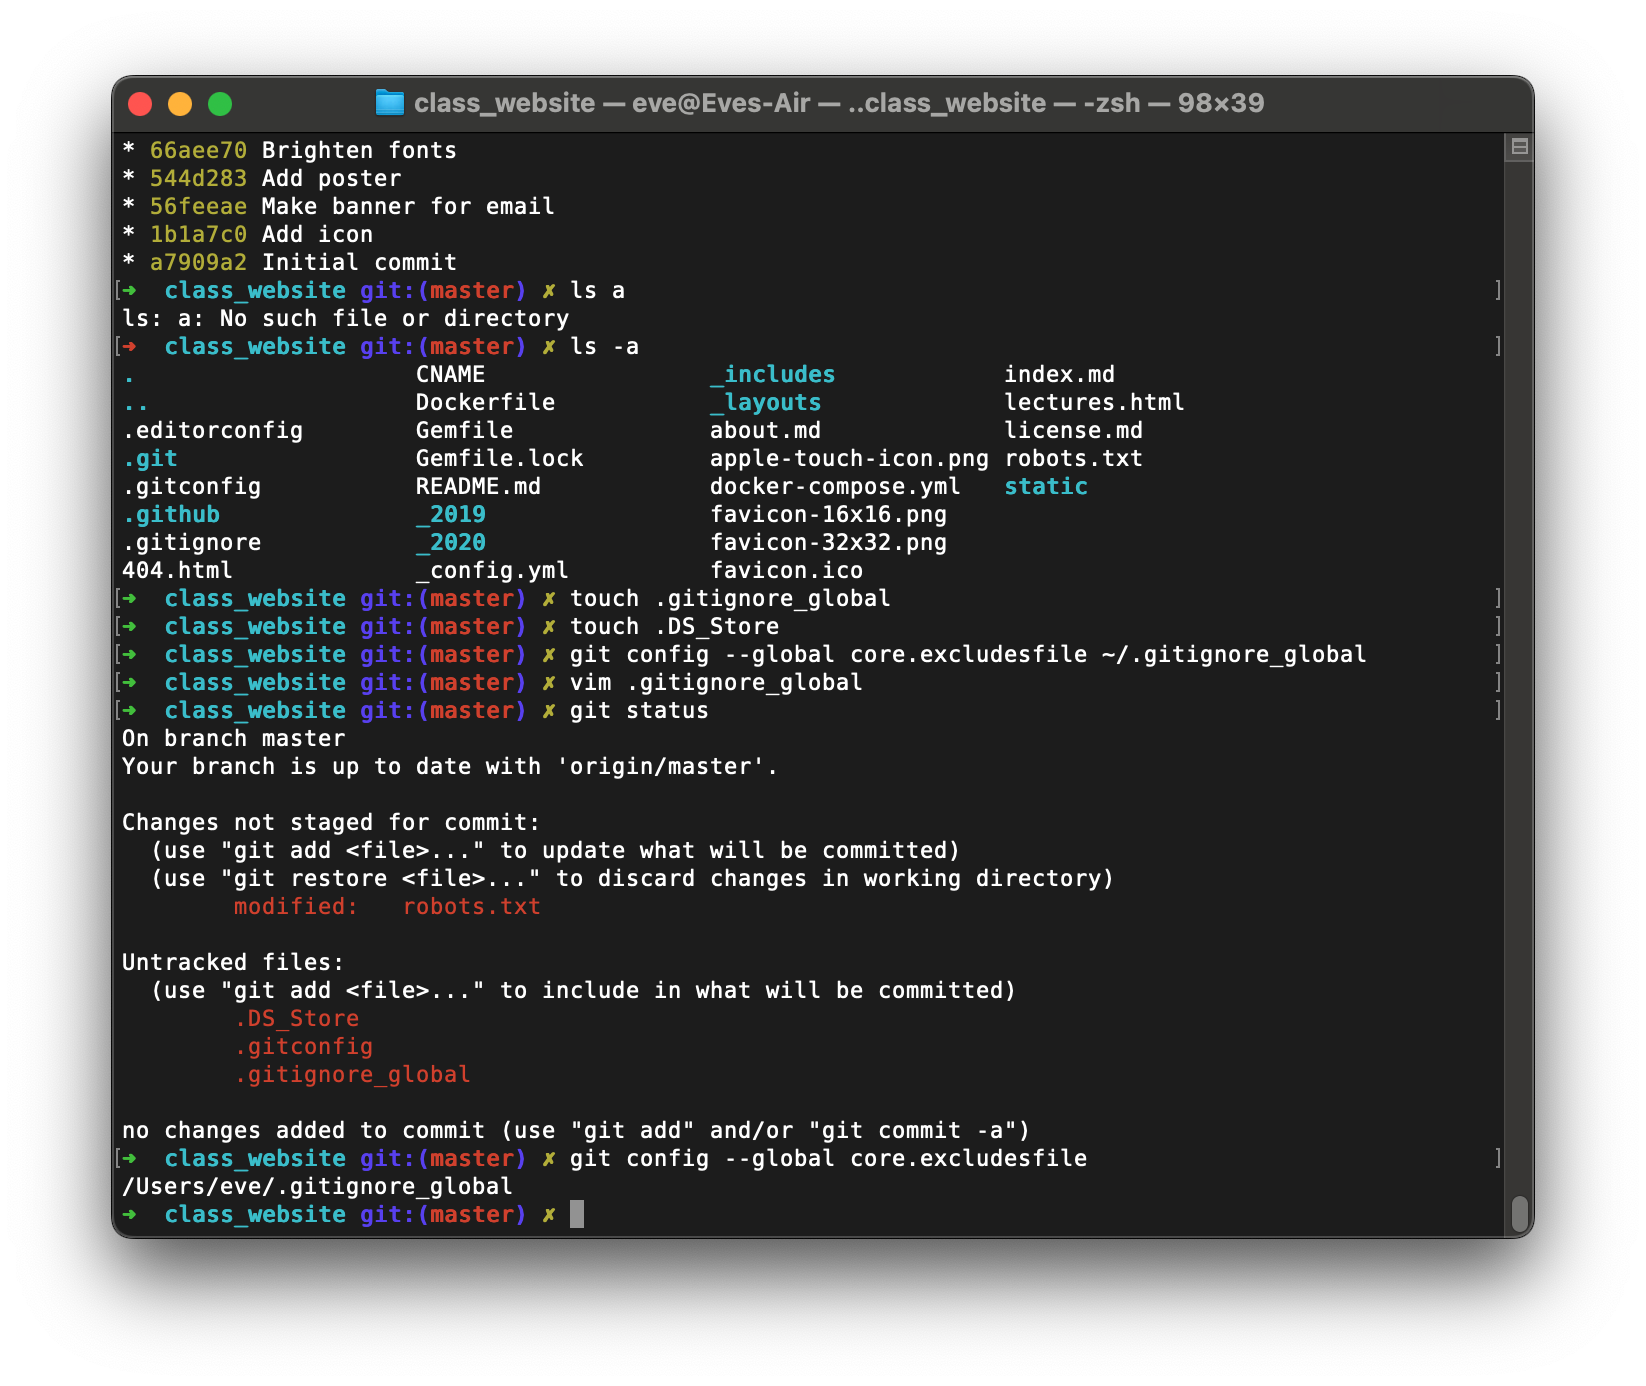 class_website — eve@Eves-Air — ..class_website — -zsh — 98×39
* 66aee70 Brighten fonts
* 544d283 Add poster
* 56feeae Make banner for email
* 1b1a7c0 Add icon
* a7909a2 Initial commit
[➜  class_website git:(master) ✗ ls a ]
ls: a: No such file or directory
[➜  class_website git:(master) ✗ ls -a ]
.                    CNAME                _includes            index.md
..                   Dockerfile           _layouts             lectures.html
.editorconfig        Gemfile              about.md             license.md
.git                 Gemfile.lock         apple-touch-icon.png robots.txt
.gitconfig           README.md            docker-compose.yml   static
.github              _2019                favicon-16x16.png
.gitignore           _2020                favicon-32x32.png
404.html             _config.yml          favicon.ico
[➜  class_website git:(master) ✗ touch .gitignore_global ]
[➜  class_website git:(master) ✗ touch .DS_Store ]
[➜  class_website git:(master) ✗ git config --global core.excludesfile ~/.gitignore_global ]
[➜  class_website git:(master) ✗ vim .gitignore_global ]
[➜  class_website git:(master) ✗ git status ]
On branch master
Your branch is up to date with 'origin/master'.
Changes not staged for commit:
  (use "git add <file>..." to update what will be committed)
  (use "git restore <file>..." to discard changes in working directory)
        modified:   robots.txt
Untracked files:
  (use "git add <file>..." to include in what will be committed)
        .DS_Store
        .gitconfig
        .gitignore_global
no changes added to commit (use "git add" and/or "git commit -a")
[➜  class_website git:(master) ✗ git config --global core.excludesfile ]
/Users/eve/.gitignore_global
➜  class_website git:(master) ✗